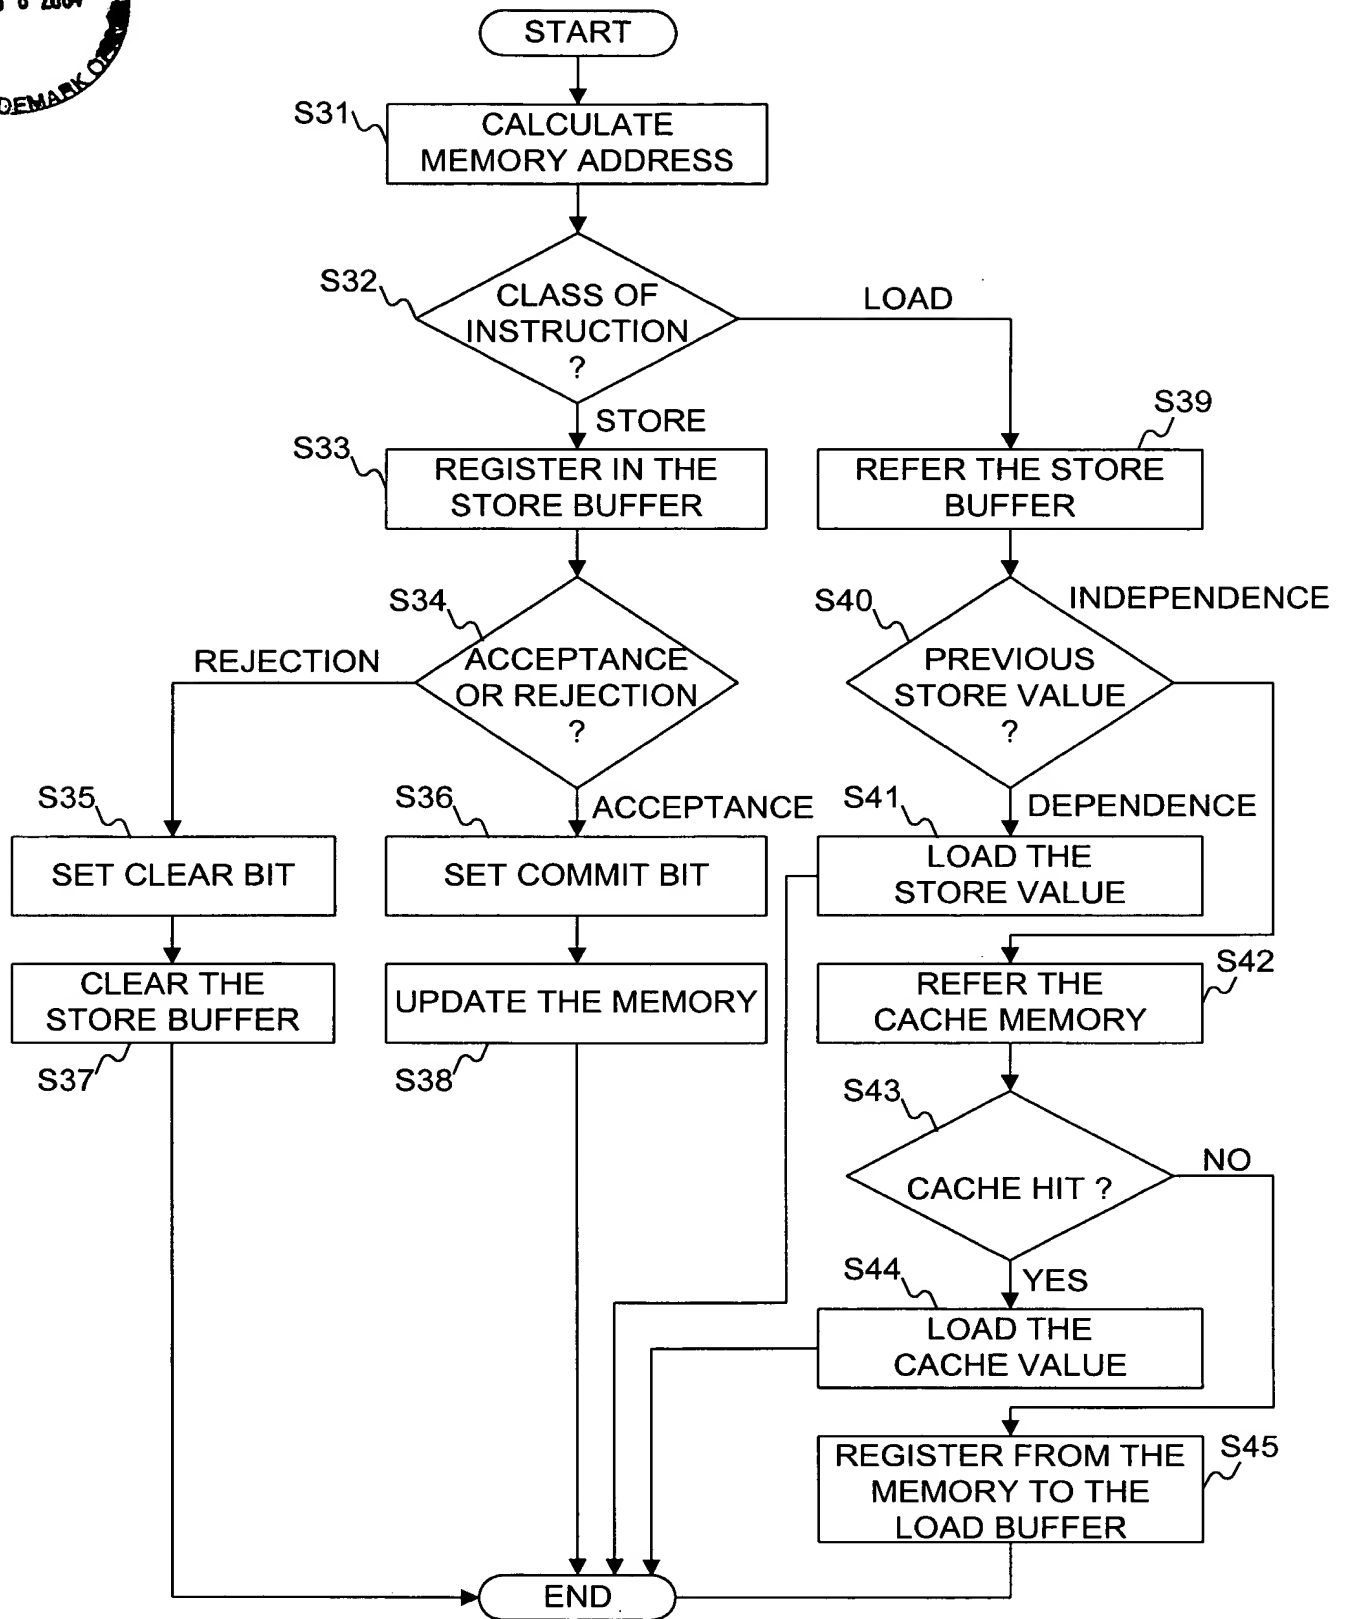 DEMARK
START
S31
CALCULATE
MEMORY ADDRESS
S32
CLASS OF
INSTRUCTION
?
LOAD
STORE
S33
REGISTER IN THE
STORE BUFFER
S39
REFER THE STORE
BUFFER
S34
ACCEPTANCE
OR REJECTION
?
REJECTION
S40
PREVIOUS
STORE VALUE
?
INDEPENDENCE
S35
SET CLEAR BIT
S36
ACCEPTANCE
SET COMMIT BIT
S41
DEPENDENCE
LOAD THE
STORE VALUE
CLEAR THE
STORE BUFFER
S37
UPDATE THE MEMORY
S38
REFER THE
CACHE MEMORY
S42
S43
CACHE HIT ?
NO
S44
YES
LOAD THE
CACHE VALUE
REGISTER FROM THE
MEMORY TO THE
LOAD BUFFER
S45
END